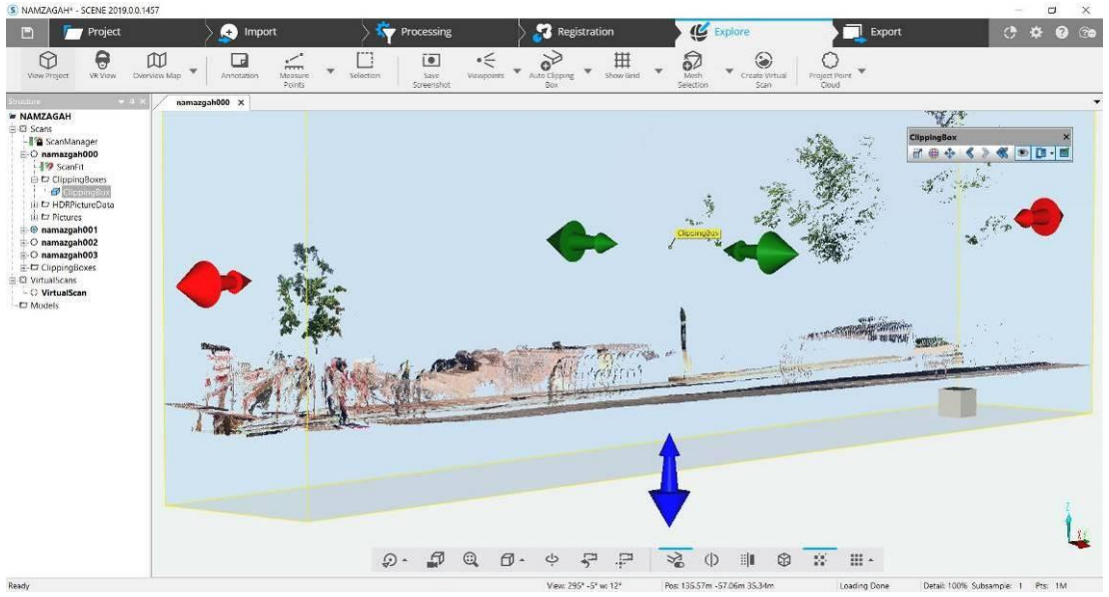 NAMZAGAH* - SCENE 2019.0.0.1457
Project
Import
Processing
Registration
Explore
Export
View Project
VR View
Overview Map
Annotation
Measure Points
Selection
Save Screenshot
Viewpoints
Auto Clipping Box
Show Grid
Mesh Selection
Create Virtual Scan
Project Point Cloud
Structure
namazgah000 X
NAMZAGAH
Scans
ScanManager
namazgah000
ScanFit
ClippingBoxes
ClippingBox
HDRPictureData
Pictures
namazgah001
namazgah002
namazgah003
ClippingBoxes
VirtualScans
VirtualScan
Models
ClippingBox
ClippingBox
Z
Ready
View: 295° -5° w: 12°
Pos: 135.57m -57.06m 35.34m
Loading Done
Detail: 100% Subsample: 1 Pts: 1M